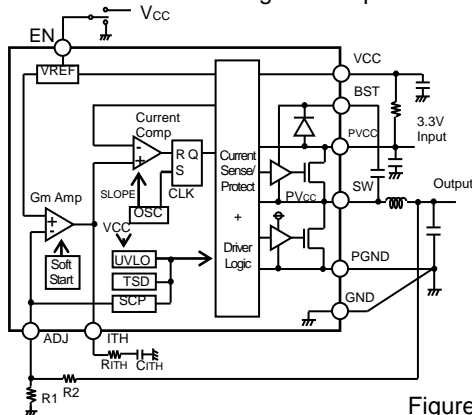 VCC
EN
VREF
VCC
BST
Current
Comp
3.3V
Input
PVCC
R Q
S
CLK
Current
Sense/
Protect
+
Driver
Logic
Gm Amp
SLOPE
OSC
VCC
PVCC
SW
Output
UVLO
TSD
SCP
Soft
Start
PGND
GND
ADJ
ITH
RITH
CITH
R1
R2
Figure